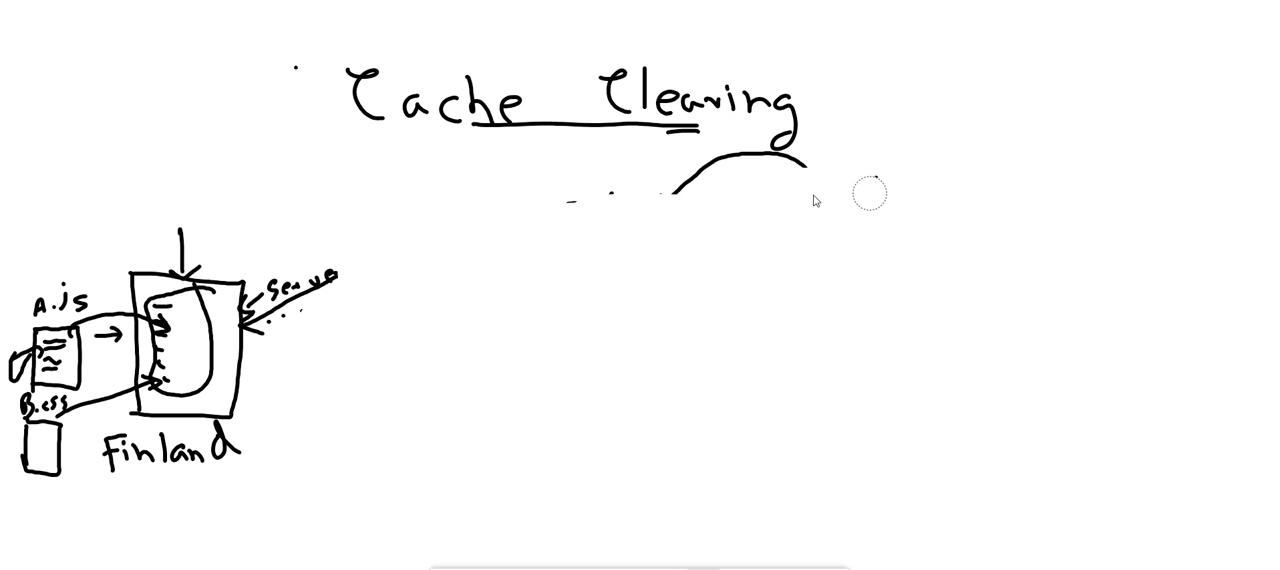 Cache Clearing
A.js
Server
B.css
Finland